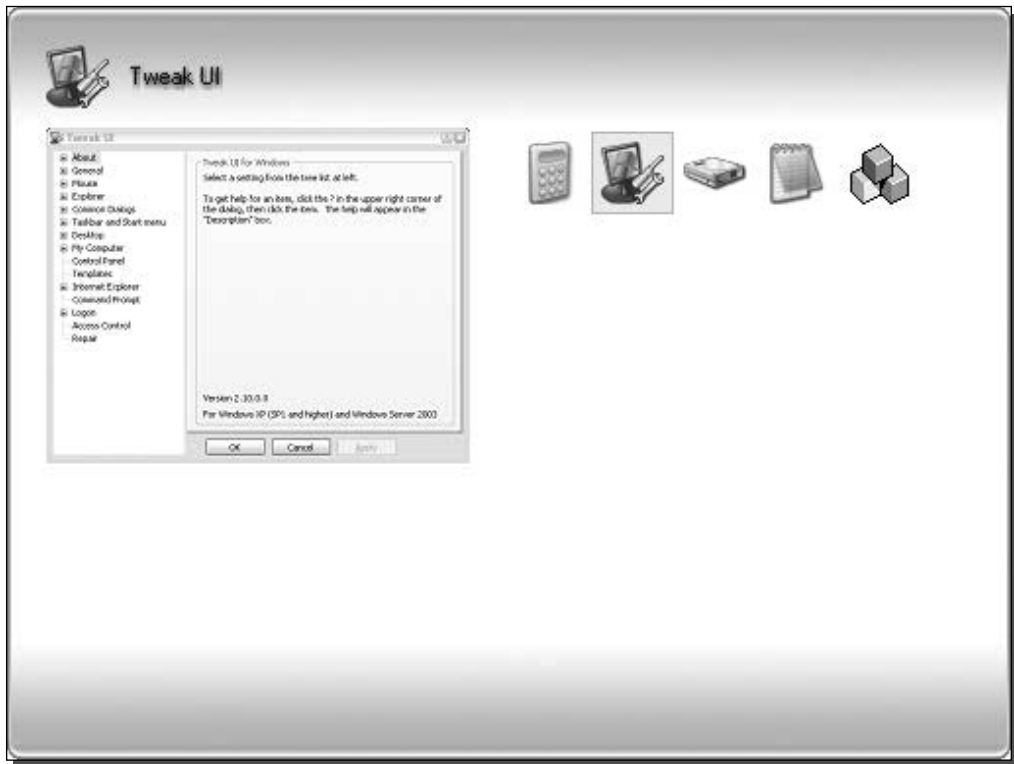 Tweak UI
Tweak UI
About
General
Mouse
Explorer
Common Dialogs
Taskbar and Start menu
Desktop
My Computer
Control Panel
Templates
Internet Explorer
Command Prompt
Logon
Access Control
Repair
Tweak UI for Windows
Select a setting from the tree list at left.
To get help for an item, click the ? in the upper right corner of
the dialog, then click the item. The help will appear in the
"Description" box.
Version 2.10.0.0
For Windows XP (SP1 and higher) and Windows Server 2003
OK
Cancel
Apply